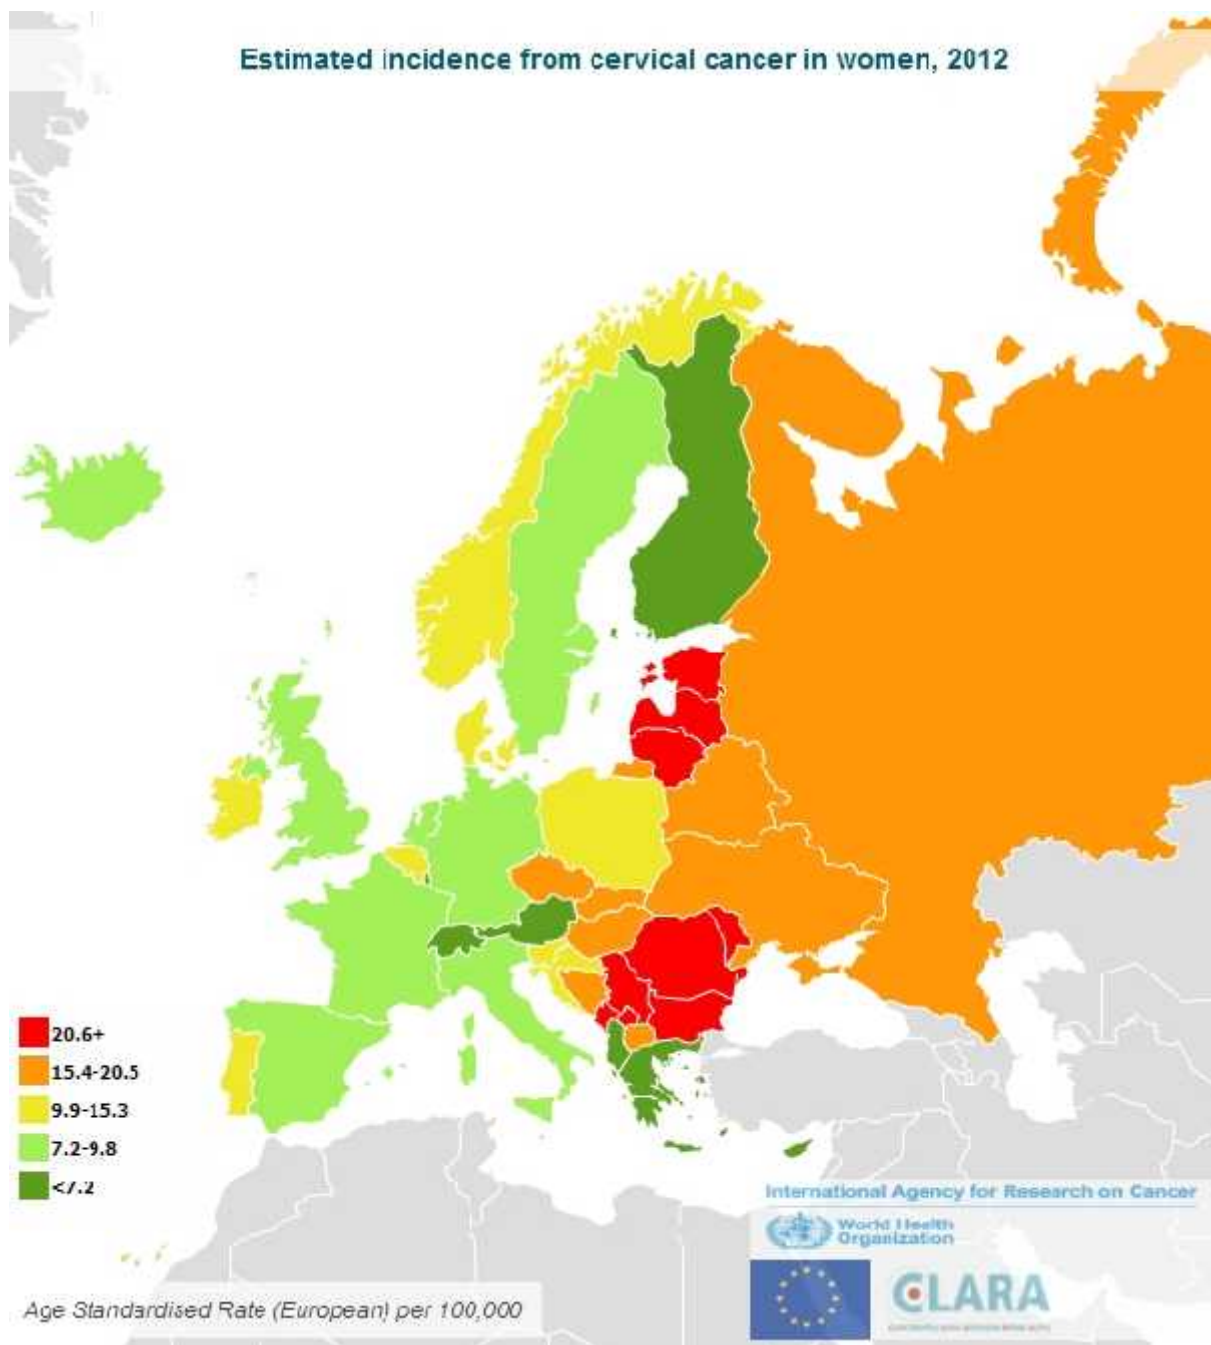 Estimated incidence from cervical cancer in women, 2012
20.6+
15.4-20.5
9.9-15.3
7.2-9.8
<7.2
International Agency for Research on Cancer
World Health
Organization
CLARA
Age Standardised Rate (European) per 100,000